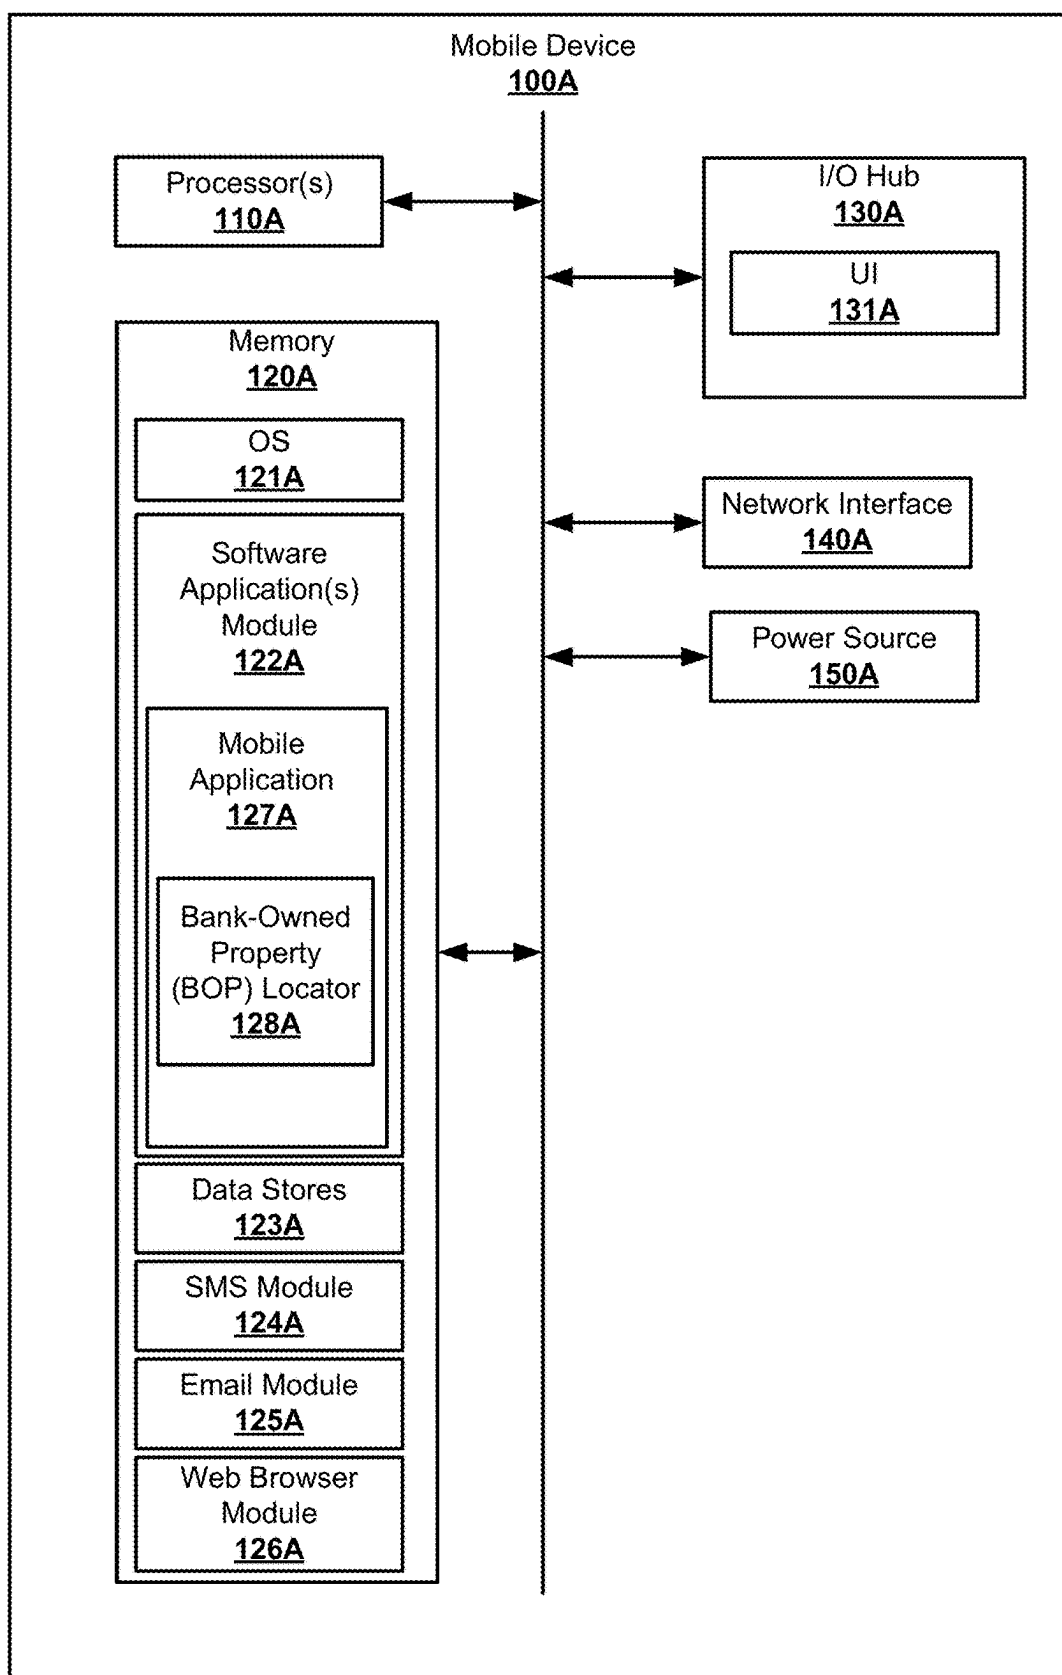 Mobile Device
100A
Processor(s)
110A
I/O Hub
130A
UI
131A
Memory
120A
OS
121A
Software
Application(s)
Module
122A
Mobile
Application
127A
Bank-Owned
Property
(BOP) Locator
128A
Data Stores
123A
SMS Module
124A
Email Module
125A
Web Browser
Module
126A
Network Interface
140A
Power Source
150A